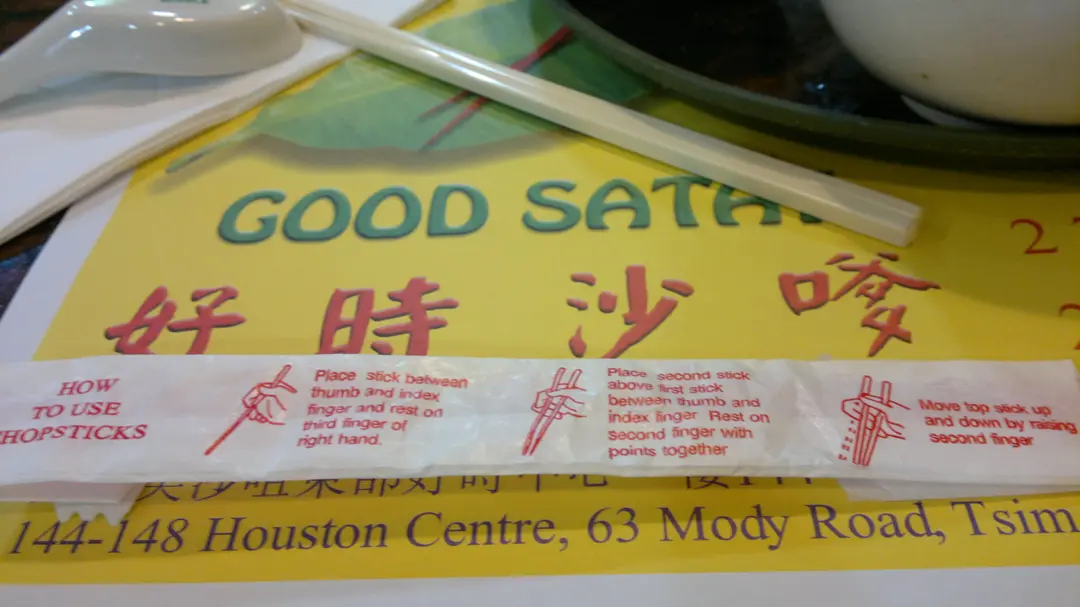 GOOD SATAY
好時沙嗲
HOW
TO USE
CHOPSTICKS
Place stick between
thumb and index
finger and rest on
third finger of
right hand.
Place second stick
above first stick
between thumb and
index finger Rest on
second finger with
points together
Move top stick up
and down by raising
second finger
144-148 Houston Centre, 63 Mody Road, Tsim